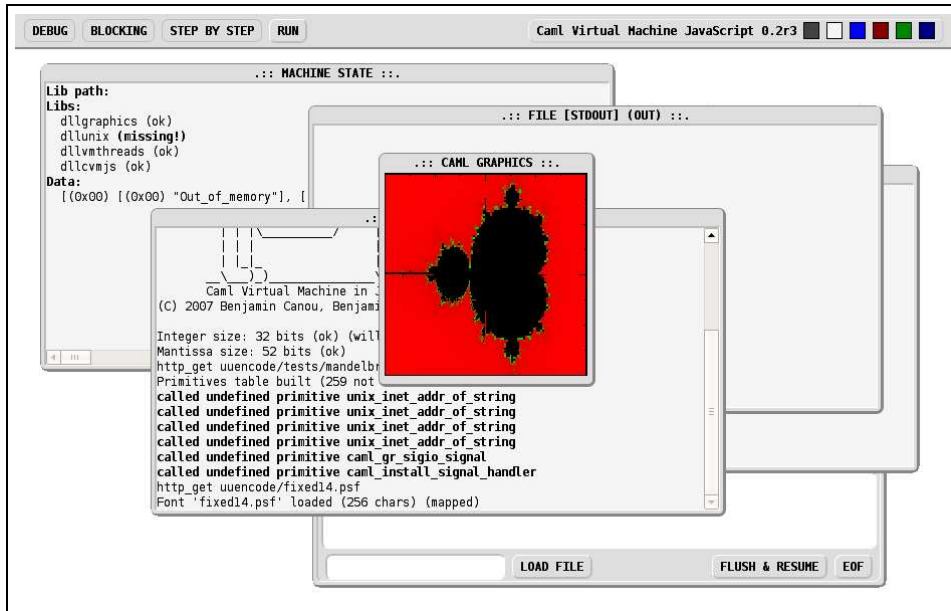 DEBUG BLOCKING STEP BY STEP RUN Caml Virtual Machine JavaScript 0.2r3
.:: MACHINE STATE ::.
Lib path:
Libs:
dllgraphics (ok)
dllunix (missing!)
dllvmthreads (ok)
dllcvmjs (ok)
Data:
[(0x00) [(0x00) "Out_of_memory"], [
.:: FILE [STDOUT] (OUT) ::.
.:: CAML GRAPHICS ::.
Caml Virtual Machine in
(C) 2007 Benjamin Canou, Benjami
Integer size: 32 bits (ok) (will
Mantissa size: 52 bits (ok)
http_get uuencode/tests/mandelbr
Primitives table built (259 not
called undefined primitive unix_inet_addr_of_string
called undefined primitive unix_inet_addr_of_string
called undefined primitive unix_inet_addr_of_string
called undefined primitive unix_inet_addr_of_string
called undefined primitive caml_gr_sigio_signal
called undefined primitive caml_install_signal_handler
http_get uuencode/fixed14.psf
Font 'fixed14.psf' loaded (256 chars) (mapped)
LOAD FILE FLUSH & RESUME EOF